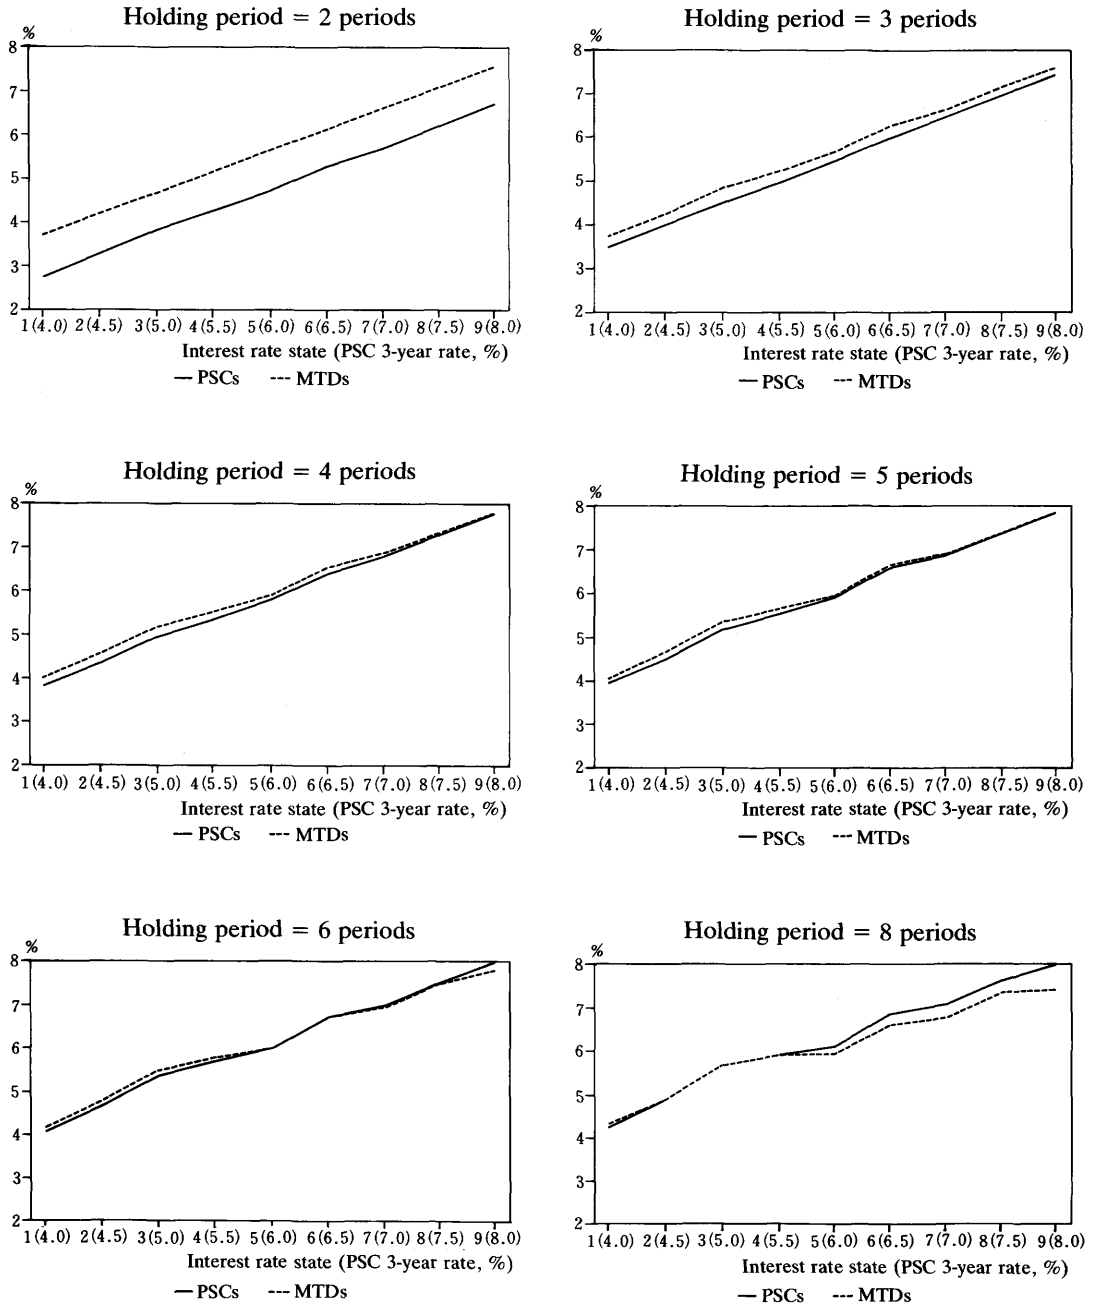 Holding period = 2 periods
%
8
7
6
5
4
3
2
1(4.0) 2(4.5) 3(5.0) 4(5.5) 5(6.0) 6(6.5) 7(7.0) 8(7.5) 9(8.0)
Interest rate state (PSC 3-year rate, %)
— PSCs --- MTDs
Holding period = 3 periods
%
8
7
6
5
4
3
2
1(4.0) 2(4.5) 3(5.0) 4(5.5) 5(6.0) 6(6.5) 7(7.0) 8(7.5) 9(8.0)
Interest rate state (PSC 3-year rate, %)
— PSCs --- MTDs
Holding period = 4 periods
%
8
7
6
5
4
3
2
1(4.0) 2(4.5) 3(5.0) 4(5.5) 5(6.0) 6(6.5) 7(7.0) 8(7.5) 9(8.0)
Interest rate state (PSC 3-year rate, %)
— PSCs --- MTDs
Holding period = 5 periods
%
8
7
6
5
4
3
2
1(4.0) 2(4.5) 3(5.0) 4(5.5) 5(6.0) 6(6.5) 7(7.0) 8(7.5) 9(8.0)
Interest rate state (PSC 3-year rate, %)
— PSCs --- MTDs
Holding period = 6 periods
%
8
7
6
5
4
3
2
1(4.0) 2(4.5) 3(5.0) 4(5.5) 5(6.0) 6(6.5) 7(7.0) 8(7.5) 9(8.0)
Interest rate state (PSC 3-year rate, %)
— PSCs --- MTDs
Holding period = 8 periods
%
8
7
6
5
4
3
2
1(4.0) 2(4.5) 3(5.0) 4(5.5) 5(6.0) 6(6.5) 7(7.0) 8(7.5) 9(8.0)
Interest rate state (PSC 3-year rate, %)
— PSCs --- MTDs